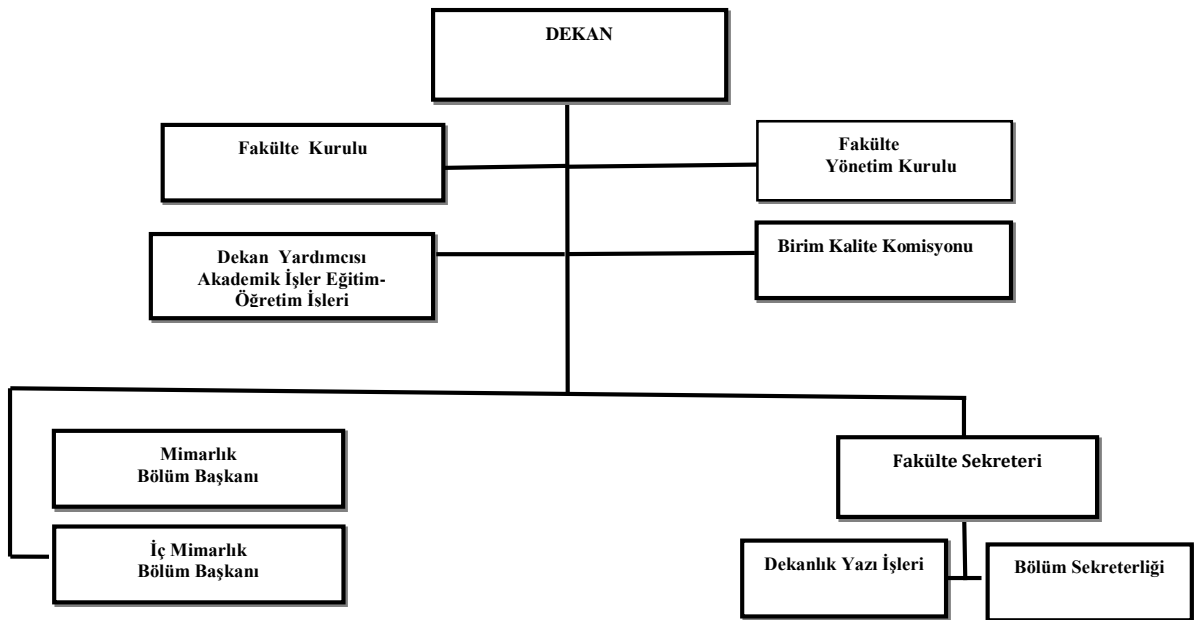 DEKAN
Fakülte Kurulu
Fakülte
Yönetim Kurulu
Dekan Yardımcısı
Akademik İşler Eğitim-
Öğretim İşleri
Birim Kalite Komisyonu
Mimarlık
Bölüm Başkanı
Fakülte Sekreteri
İç Mimarlık
Bölüm Başkanı
Dekanlık Yazı İşleri
Bölüm Sekreterliği